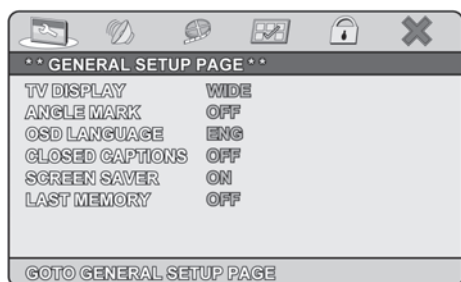 ** GENERAL SETUP PAGE **
TV DISPLAY WIDE
ANGLE MARK OFF
OSD LANGUAGE ENG
CLOSED CAPTIONS OFF
SCREEN SAVER ON
LAST MEMORY OFF
GOTO GENERAL SETUP PAGE